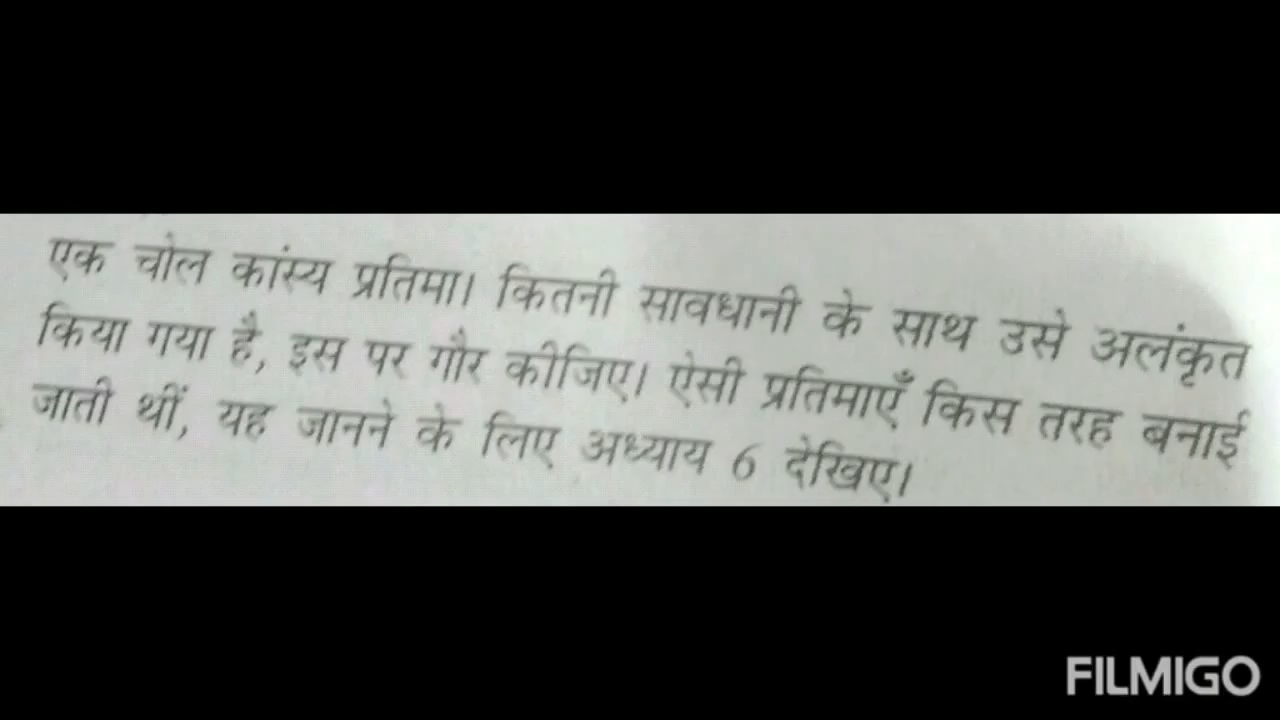 एक चोल कांस्य प्रतिमा। कितनी सावधानी के साथ उसे अलंकृत
किया गया है, इस पर गौर कीजिए। ऐसी प्रतिमाएँ किस तरह बनाई
जाती थीं, यह जानने के लिए अध्याय 6 देखिए।
FILMIGO